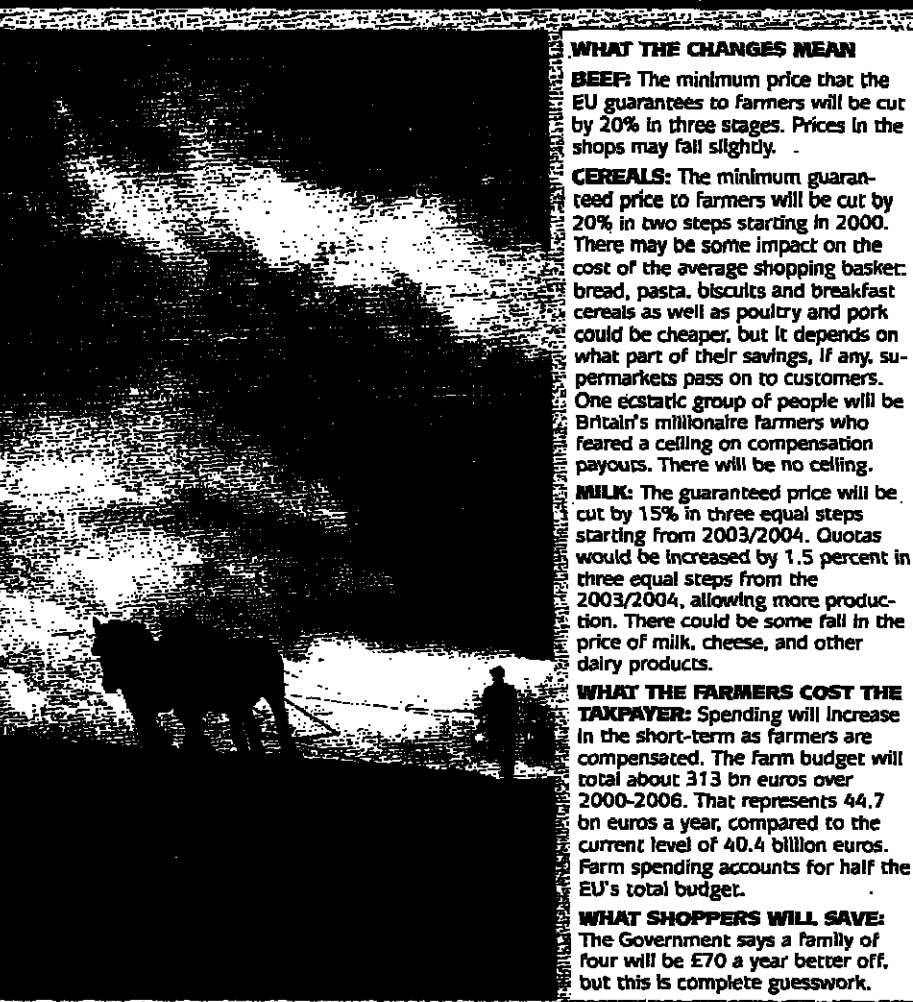 WHAT THE CHANGES MEAN
BEEF: The minimum price that the
EU guarantees to farmers will be cut
by 20% in three stages. Prices in the
shops may fall slightly.
CEREALS: The minimum guaran-
teed price to farmers will be cut by
20% in two steps starting in 2000.
There may be some impact on the
cost of the average shopping basket:
bread, pasta, biscuits and breakfast
cereals as well as poultry and pork
could be cheaper, but it depends on
what part of their savings, if any, su-
permarkets pass on to customers.
One ecstatic group of people will be
Britain's millionaire farmers who
feared a ceiling on compensation
payouts. There will be no ceiling.
MILK: The guaranteed price will be
cut by 15% in three equal steps
starting from 2003/2004. Quotas
would be increased by 1.5 percent in
three equal steps from the
2003/2004, allowing more produc-
tion. There could be some fall in the
price of milk, cheese, and other
dairy products.
WHAT THE FARMERS COST THE
TAXPAYER: Spending will increase
in the short-term as farmers are
compensated. The farm budget will
total about 313 bn euros over
2000-2006. That represents 44.7
bn euros a year, compared to the
current level of 40.4 billion euros.
Farm spending accounts for half the
EU's total budget.
WHAT SHOPPERS WILL SAVE:
The Government says a family of
four will be £70 a year better off,
but this is complete guesswork.